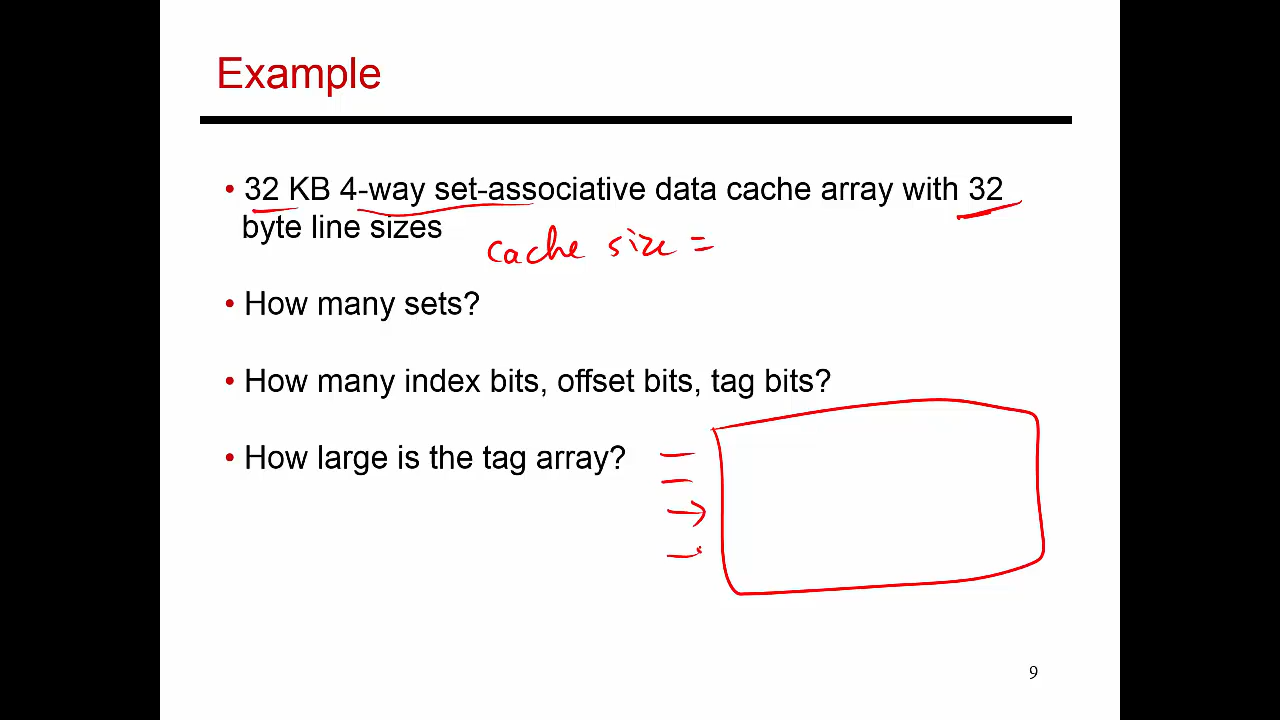 Example
• 32 KB 4-way set-associative data cache array with 32
byte line sizes
cache size =
• How many sets?
• How many index bits, offset bits, tag bits?
• How large is the tag array?
9